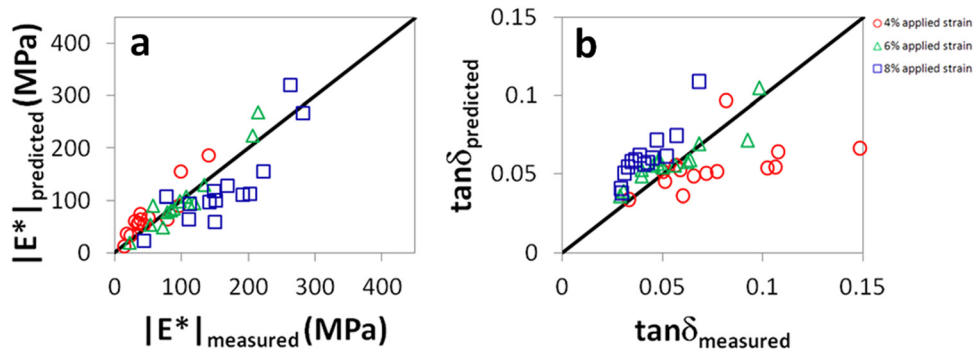 a
|E*|predicted (MPa)
400
300
200
100
0
0 100 200 300 400
|E*|measured (MPa)
b
tanδpredicted
0.15
0.1
0.05
0
0 0.05 0.1 0.15
tanδmeasured
4% applied strain
6% applied strain
8% applied strain